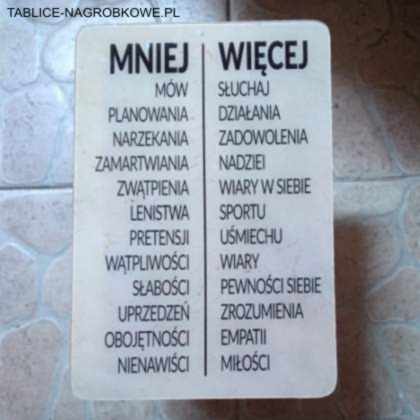 TABLICE-NAGROBKOWE.PL
MNIEJ WIĘCEJ
MÓW SŁUCHAJ
PLANOWANIA DZIAŁANIA
NARZEKANIA ZADOWOLENIA
ZAMARTWIANIA NADZIEI
ZWĄTPIENIA WIARY W SIEBIE
LENISTWA SPORTU
PRETENSJI UŚMIECHU
WĄTPLIWOŚCI WIARY
SŁABOŚCI PEWNOŚCI SIEBIE
UPRZEDZEŃ ZROZUMIENIA
OBOJĘTNOŚCI EMPATII
NIENAWIŚCI MIŁOŚCI